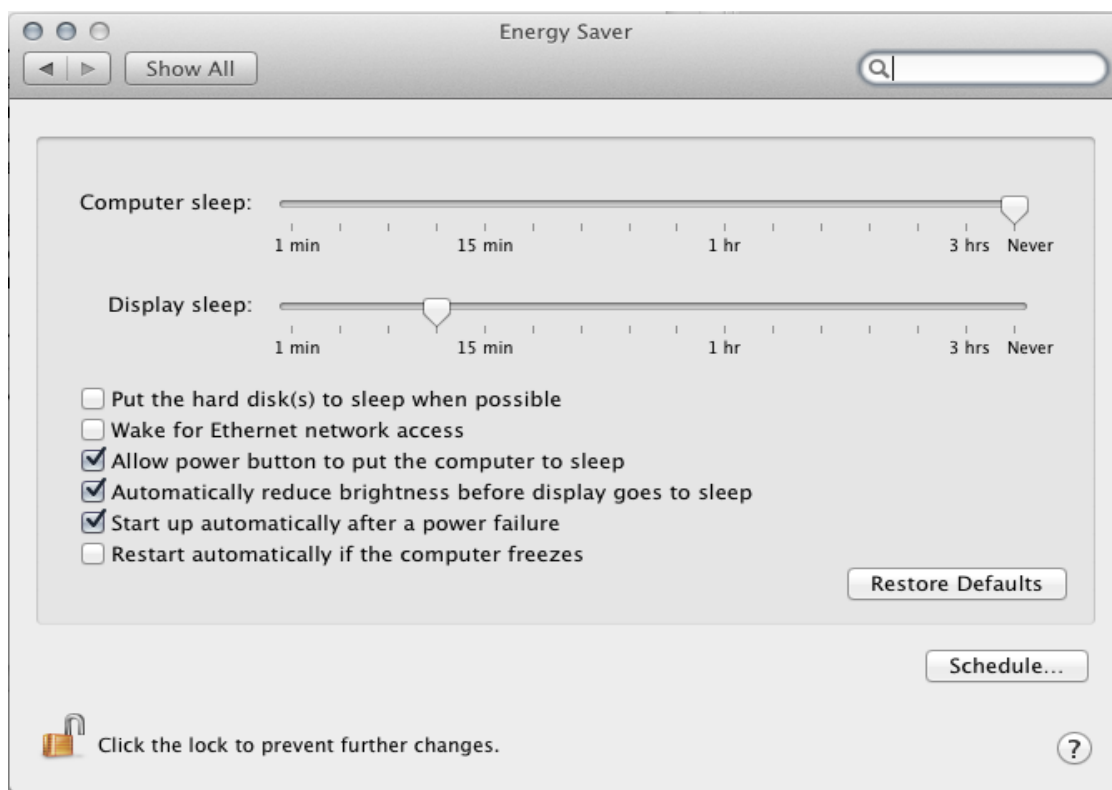 Energy Saver
Show All
Computer sleep:
1 min 15 min 1 hr 3 hrs Never
Display sleep:
1 min 15 min 1 hr 3 hrs Never
Put the hard disk(s) to sleep when possible
Wake for Ethernet network access
Allow power button to put the computer to sleep
Automatically reduce brightness before display goes to sleep
Start up automatically after a power failure
Restart automatically if the computer freezes
Restore Defaults
Schedule...
Click the lock to prevent further changes.
?